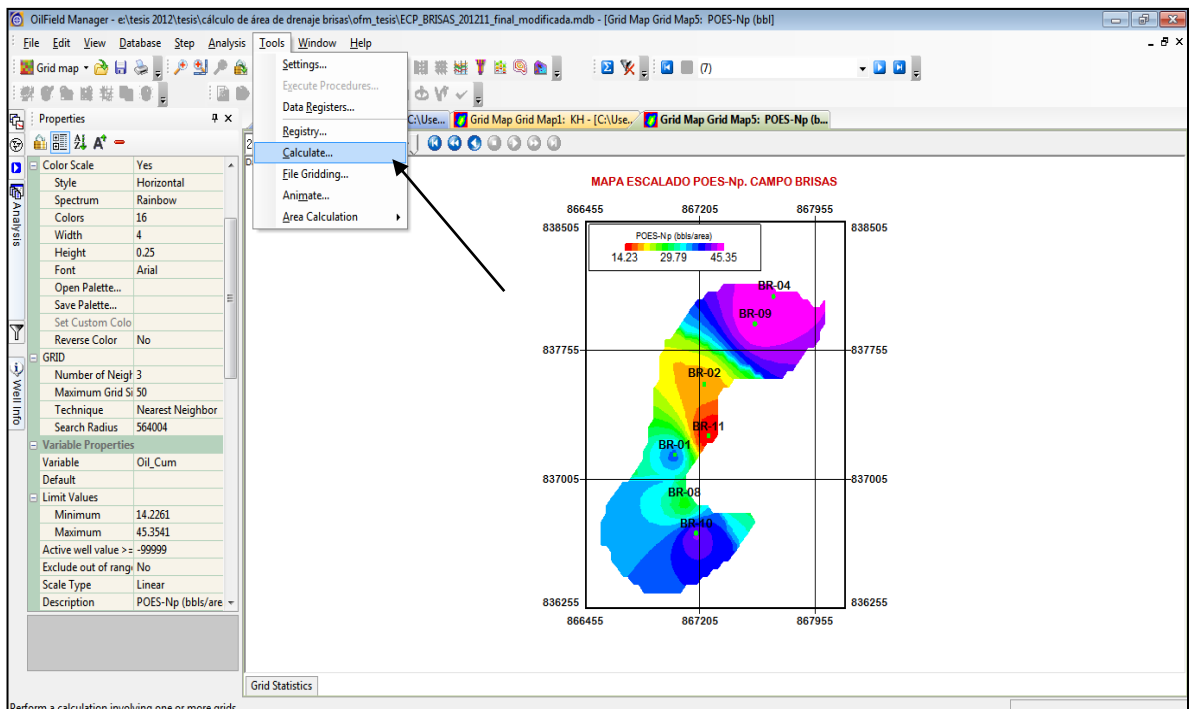 OilField Manager - e:\tesis 2012\tesis\cálculo de área de drenaje brisas\ofm_tesis\ECP_BRISAS_201211_final_modificada.mdb - [Grid Map Grid Map5: POES-Np (bbl]
File Edit View Database Step Analysis Tools Window Help
Grid map
(7)
Settings...
Execute Procedures...
Data Registers...
Registry...
Calculate...
File Gridding...
Animate...
Area Calculation
C:\Use... Grid Map Grid Map1: KH - [C:\Use.. Grid Map Grid Map5: POES-Np (b...
Properties
Analysis
Well Info
Color Scale Yes
Style Horizontal
Spectrum Rainbow
Colors 16
Width 4
Height 0.25
Font Arial
Open Palette...
Save Palette...
Set Custom Colo
Reverse Color No
GRID
Number of Neigh 3
Maximum Grid Si 50
Technique Nearest Neighbor
Search Radius 564004
Variable Properties
Variable Oil_Cum
Default
Limit Values
Minimum 14.2261
Maximum 45.3541
Active well value >= -99999
Exclude out of rang No
Scale Type Linear
Description POES-Np (bbls/are
MAPA ESCALADO POES-Np. CAMPO BRISAS
866455 867205 867955
838505 838505
POES-Np (bbls/area)
14.23 29.79 45.35
BR-04
BR-09
837755 837755
BR-02
BR-11
BR-01
837005 837005
BR-08
BR-10
836255 836255
866455 867205 867955
Grid Statistics
Perform a calculation involving one or more grids